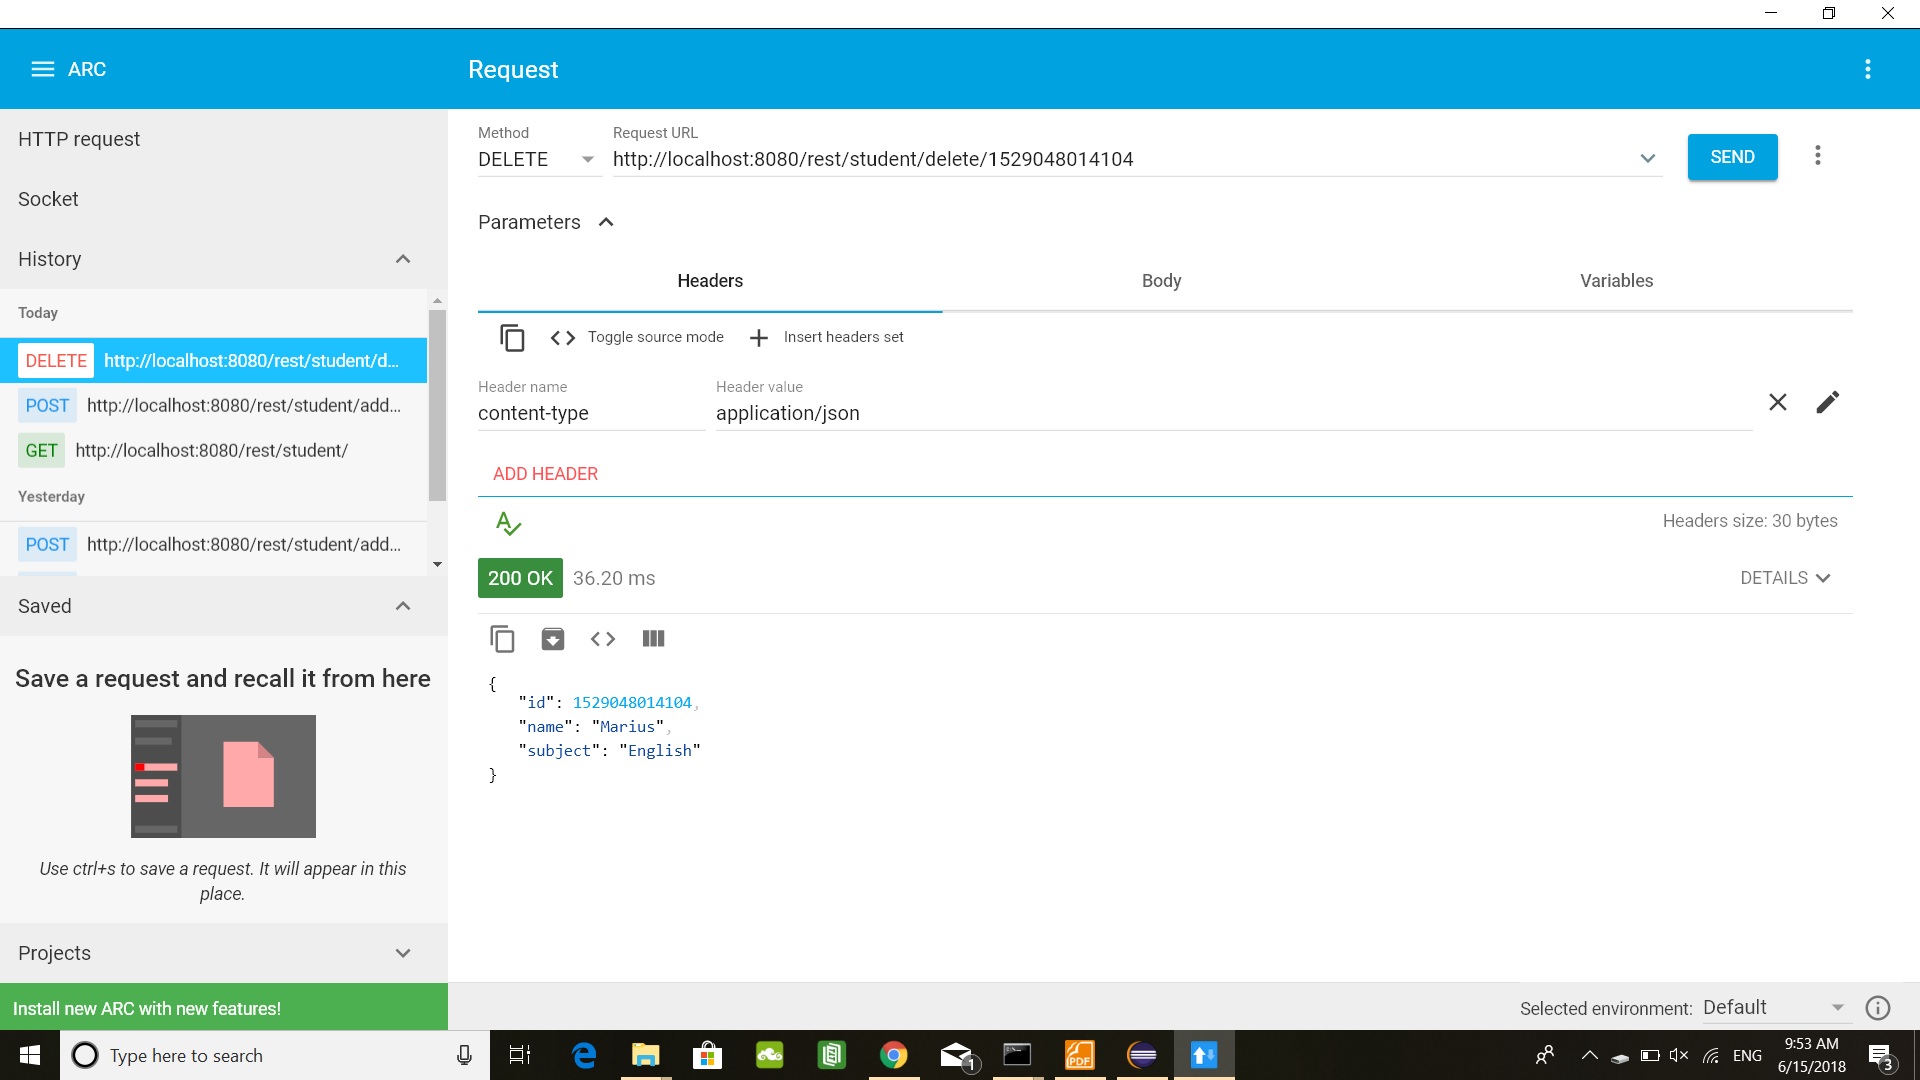 ARC
Request
HTTP request
Socket
History
Today
DELETE http://localhost:8080/rest/student/d...
POST http://localhost:8080/rest/student/add...
GET http://localhost:8080/rest/student/
Yesterday
POST http://localhost:8080/rest/student/add...
Saved
Save a request and recall it from here
Use ctrl+s to save a request. It will appear in this
place.
Projects
Install new ARC with new features!
Method
DELETE
Request URL
http://localhost:8080/rest/student/delete/1529048014104
SEND
Parameters
Headers
Body
Variables
Toggle source mode
Insert headers set
Header name
content-type
Header value
application/json
ADD HEADER
Headers size: 30 bytes
200 OK
36.20 ms
DETAILS
{
"id": 1529048014104,
"name": "Marius",
"subject": "English"
}
Selected environment: Default
Type here to search
1
PDF
ENG
9:53 AM
6/15/2018
3